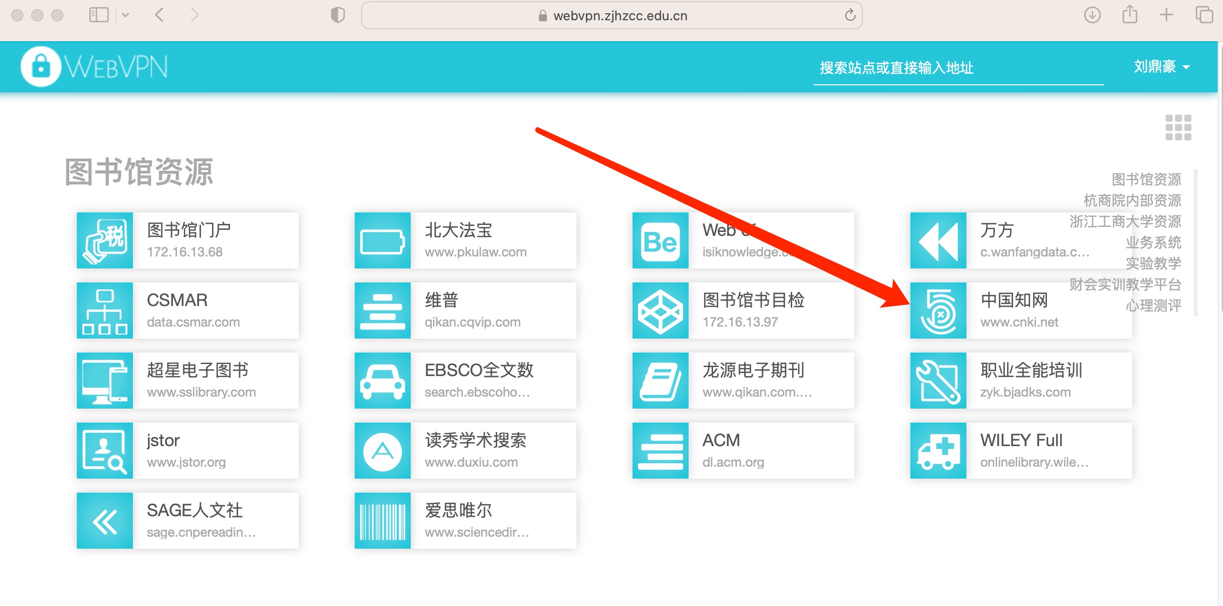 webvpn.zjhzcc.edu.cn
WEBVPN
搜索站点或直接输入地址
刘鼎豪
图书馆资源
图书馆资源
杭商院内部资源
浙江工商大学资源
业务系统
实验教学
财会实训教学平台
心理测评
税
图书馆门户
172.16.13.68
北大法宝
www.pkulaw.com
Be
Web of
isiknowledge.co
万方
c.wanfangdata.c...
CSMAR
data.csmar.com
维普
qikan.cqvip.com
图书馆书目检
172.16.13.97
中国知网
www.cnki.net
超星电子图书
www.sslibrary.com
EBSCO全文数
search.ebscoho...
龙源电子期刊
www.qikan.com....
职业全能培训
zyk.bjadks.com
jstor
www.jstor.org
读秀学术搜索
www.duxiu.com
ACM
dl.acm.org
WILEY Full
onlinelibrary.wile...
SAGE人文社
sage.cnpereadin...
爱思唯尔
www.sciencedir...